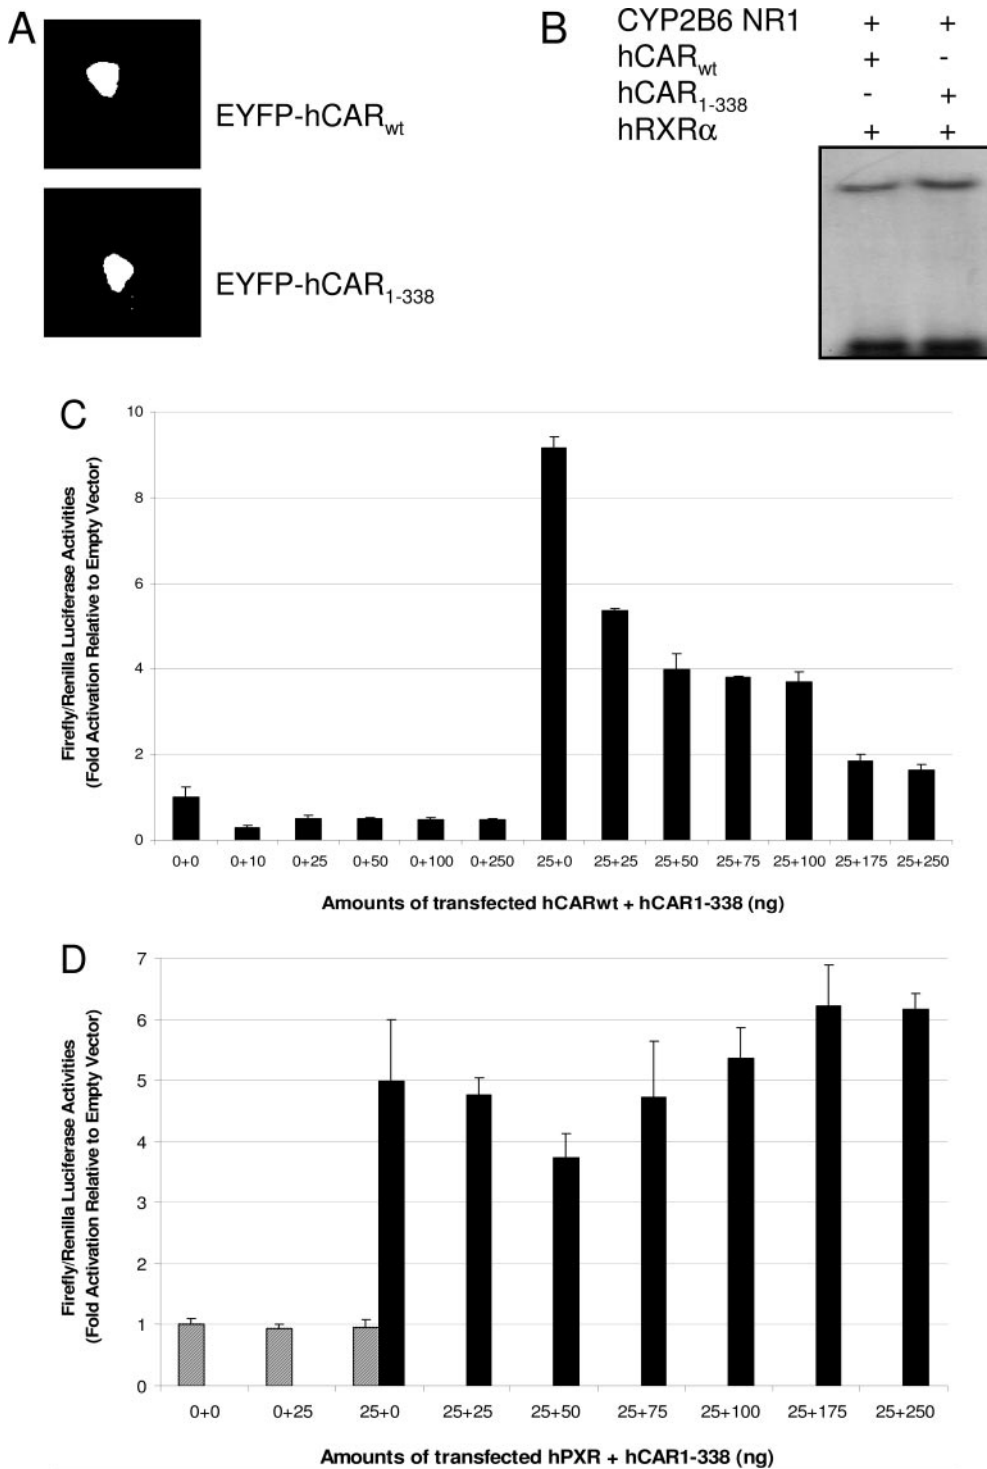 A
EYFP-hCARwt
EYFP-hCAR1-338
B
CYP2B6 NR1 + +
hCARwt + -
hCAR1-338 - +
hRXRα + +
C
Firefly/Renilla Luciferase Activities
(Fold Activation Relative to Empty Vector)
10
8
6
4
2
0
0+0 0+10 0+25 0+50 0+100 0+250 25+0 25+25 25+50 25+75 25+100 25+175 25+250
Amounts of transfected hCARwt + hCAR1-338 (ng)
D
Firefly/Renilla Luciferase Activities
(Fold Activation Relative to Empty Vector)
7
6
5
4
3
2
1
0
0+0 0+25 25+0 25+25 25+50 25+75 25+100 25+175 25+250
Amounts of transfected hPXR + hCAR1-338 (ng)